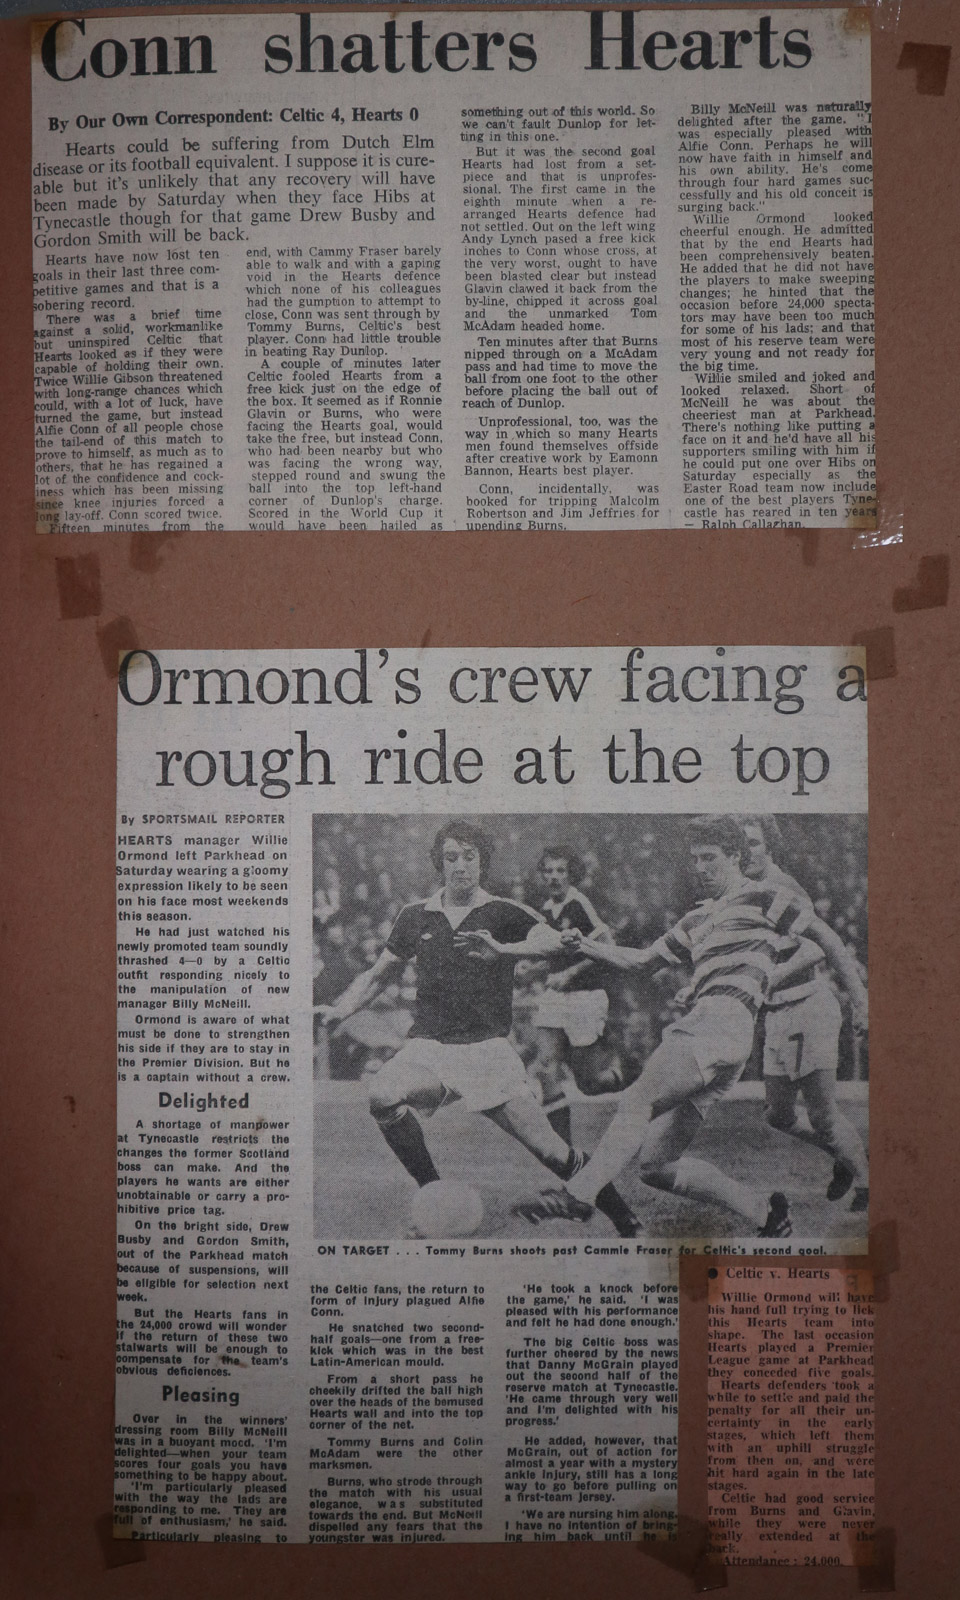 Conn shatters Hearts
By Our Own Correspondent: Celtic 4, Hearts 0
Hearts could be suffering from Dutch Elm
disease or its football equivalent. I suppose it is cure-
able but it's unlikely that any recovery will have
been made by Saturday when they face Hibs at
Tynecastle though for that game Drew Busby and
Gordon Smith will be back.
Hearts have now lost ten
goals in their last three com-
petitive games and that is a
sobering record.
There was a brief time
against a solid, workmanlike
but uninspired Celtic that
Hearts looked as if they were
capable of holding their own.
Twice Willie Gibson threatened
with long-range chances which
could, with a lot of luck, have
turned the game, but instead
Alfie Conn of all people chose
the tail-end of this match to
prove to himself, as much as to
others, that he has regained a
lot of the confidence and cock-
iness which has been missing
since knee injuries forced a
long lay-off. Conn scored twice.
Fifteen minutes from the
end, with Cammy Fraser barely
able to walk and with a gaping
void in the Hearts defence
which none of his colleagues
had the gumption to attempt to
close, Conn was sent through by
Tommy Burns, Celtic's best
player. Conn had little trouble
in beating Ray Dunlop.
A couple of minutes later
Celtic fooled Hearts from a
free kick just on the edge of
the box. It seemed as if Ronnie
Glavin or Burns, who were
facing the Hearts goal, would
take the free, but instead Conn,
who had been nearby but who
was facing the wrong way,
stepped round and swung the
ball into the top left-hand
corner of Dunlop's charge.
Scored in the World Cup it
would have been hailed as
something out of this world. So
we can't fault Dunlop for let-
ting in this one.
But it was the second goal
Hearts had lost from a set-
piece and that is unprofes-
sional. The first came in the
eighth minute when a re-
arranged Hearts defence had
not settled. Out on the left wing
Andy Lynch pased a free kick
inches to Conn whose cross, at
the very worst, ought to have
been blasted clear but instead
Glavin clawed it back from the
by-line, chipped it across goal
and the unmarked Tom
McAdam headed home.
Ten minutes after that Burns
nipped through on a McAdam
pass and had time to move the
ball from one foot to the other
before placing the ball out of
reach of Dunlop.
Unprofessional, too, was the
way in which so many Hearts
men found themselves offside
after creative work by Eamonn
Bannon, Hearts best player.
Conn, incidentally, was
booked for tripping Malcolm
Robertson and Jim Jeffries for
upending Burns.
Billy McNeill was naturally
delighted after the game. "I
was especially pleased with
Alfie Conn. Perhaps he will
now have faith in himself and
his own ability. He's come
through four hard games suc-
cessfully and his old conceit is
surging back."
Willie Ormond looked
cheerful enough. He admitted
that by the end Hearts had
been comprehensively beaten.
He added that he did not have
the players to make sweeping
changes; he hinted that the
occasion before 24,000 specta-
tors may have been too much
for some of his lads; and that
most of his reserve team were
very young and not ready for
the big time.
Willie smiled and joked and
looked relaxed. Short of
McNeill he was about the
cheeriest man at Parkhead.
There's nothing like putting a
face on it and he'd have all his
supporters smiling with him if
he could put one over Hibs on
Saturday especially as the
Easter Road team now include
one of the best players Tyne-
castle has reared in ten years
— Ralph Callaghan.
Ormond's crew facing a
rough ride at the top
By SPORTSMAIL REPORTER
HEARTS manager Willie
Ormond left Parkhead on
Saturday wearing a gloomy
expression likely to be seen
on his face most weekends
this season.
He had just watched his
newly promoted team soundly
thrashed 4—0 by a Celtic
outfit responding nicely to
the manipulation of new
manager Billy McNeill.
Ormond is aware of what
must be done to strengthen
his side if they are to stay in
the Premier Division. But he
is a captain without a crew.
Delighted
A shortage of manpower
at Tynecastle restricts the
changes the former Scotland
boss can make. And the
players he wants are either
unobtainable or carry a pro-
hibitive price tag.
On the bright side, Drew
Busby and Gordon Smith,
out of the Parkhead match
because of suspensions, will
be eligible for selection next
week.
But the Hearts fans in
the 24,000 crowd will wonder
if the return of these two
stalwarts will be enough to
compensate for the team's
obvious deficiences.
Pleasing
Over in the winners'
dressing room Billy McNeill
was in a buoyant mood. 'I'm
delighted—when your team
scores four goals you have
something to be happy about.
'I'm particularly pleased
with the way the lads are
responding to me. They are
full of enthusiasm,' he said.
Particularly pleasing to
7
ON TARGET . . . Tommy Burns shoots past Cammie Fraser for Celtic's second goal.
the Celtic fans, the return to
form of injury plagued Alfie
Conn.
He snatched two second-
half goals—one from a free-
kick which was in the best
Latin-American mould.
From a short pass he
cheekily drifted the ball high
over the heads of the bemused
Hearts wall and into the top
corner of the net.
Tommy Burns and Colin
McAdam were the other
marksmen.
Burns, who strode through
the match with his usual
elegance, was substituted
towards the end. But McNeill
dispelled any fears that the
youngster was injured.
'He took a knock before
the game,' he said. 'I was
pleased with his performance
and felt he had done enough.'
The big Celtic boss was
further cheered by the news
that Danny McGrain played
out the second half of the
reserve match at Tynecastle.
'He came through very well
and I'm delighted with his
progress.'
He added, however, that
McGrain, out of action for
almost a year with a mystery
ankle injury, still has a long
way to go before pulling on
a first-team jersey.
'We are nursing him along.
I have no intention of bring-
ing him back until he is
● Celtic v. Hearts
Willie Ormond will have
his hand full trying to lick
this Hearts team into
shape. The last occasion
Hearts played a Premier
League game at Parkhead
they conceded five goals.
Hearts defenders took a
while to settle and paid the
penalty for all their un-
certainty in the early
stages, which left them
with an uphill struggle
from then on, and were
hit hard again in the late
stages.
Celtic had good service
from Burns and Glavin,
while they were never
really extended at the
back.
Attendance: 24,000.